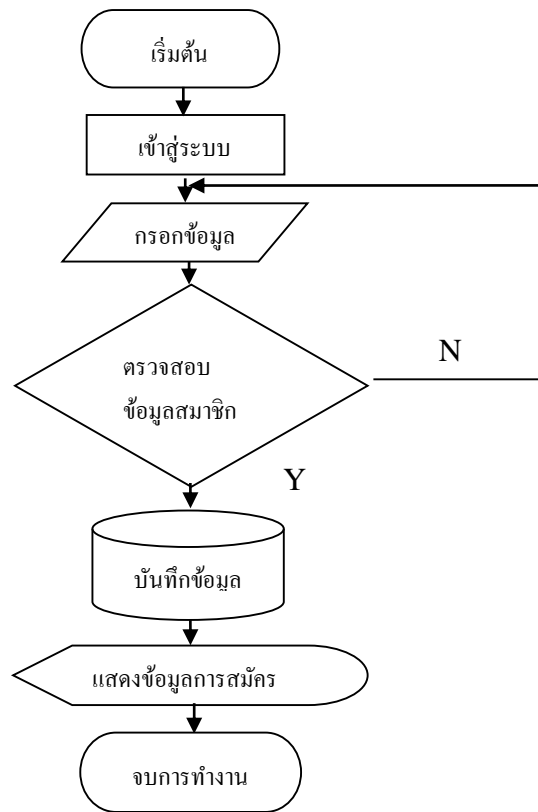 เริ่มต้น
เข้าสู่ระบบ
กรอกข้อมูล
ตรวจสอบ
ข้อมูลสมาชิก
N
Y
บันทึกข้อมูล
แสดงข้อมูลการสมัคร
จบการทำงาน